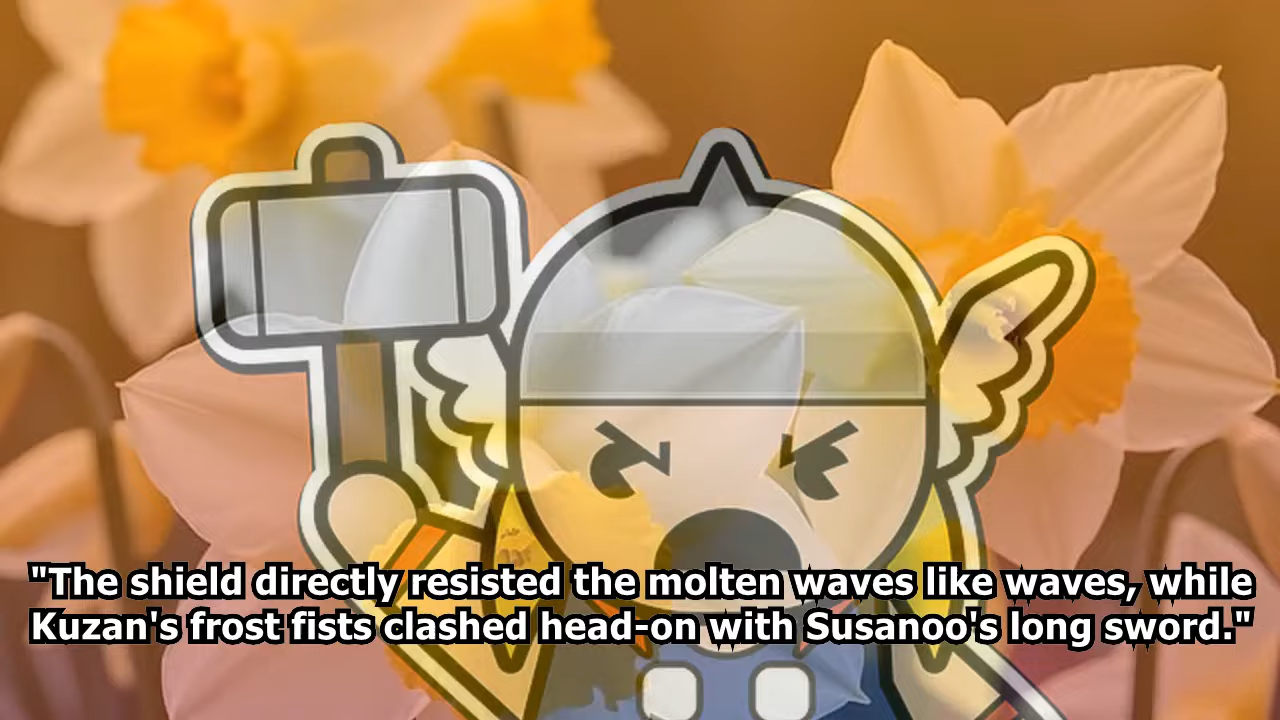 "The shield directly resisted the molten waves like waves, while
Kuzan's frost fists clashed head-on with Susanoo's long sword."